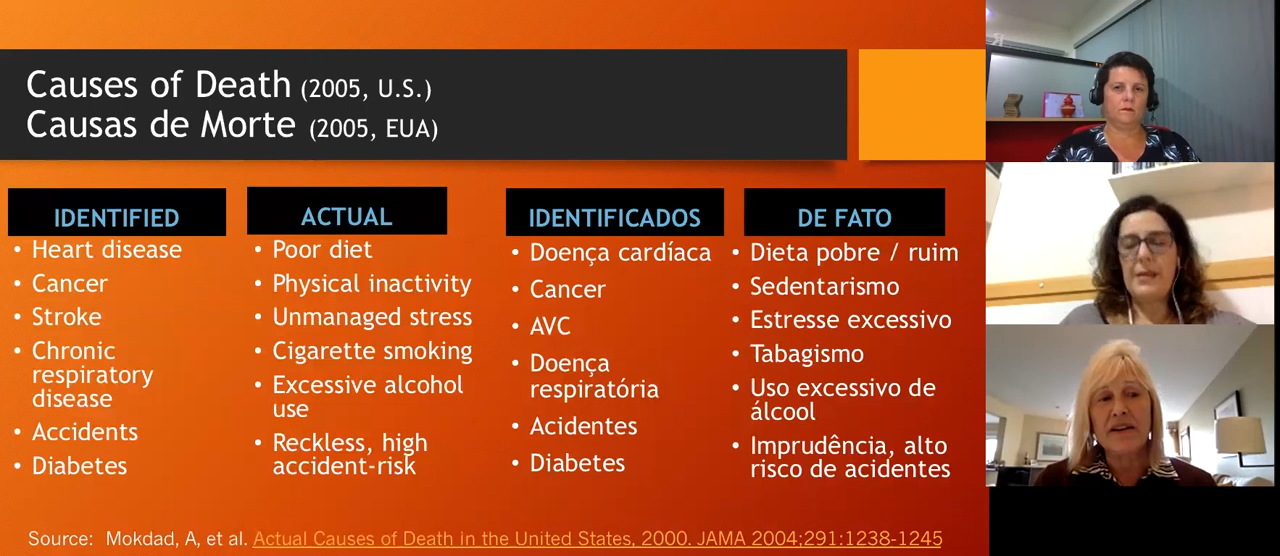 Causes of Death (2005, U.S.)
Causas de Morte (2005, EUA)
IDENTIFIED
• Heart disease
• Cancer
• Stroke
• Chronic
respiratory
disease
• Accidents
• Diabetes
ACTUAL
• Poor diet
• Physical inactivity
• Unmanaged stress
• Cigarette smoking
• Excessive alcohol
use
• Reckless, high
accident-risk
IDENTIFICADOS
• Doença cardíaca
• Cancer
• AVC
• Doença
respiratória
• Acidentes
• Diabetes
DE FATO
• Dieta pobre / ruim
• Sedentarismo
• Estresse excessivo
• Tabagismo
• Uso excessivo de
álcool
• Imprudência, alto
risco de acidentes
Source: Mokdad, A, et al. Actual Causes of Death in the United States, 2000. JAMA 2004;291:1238-1245